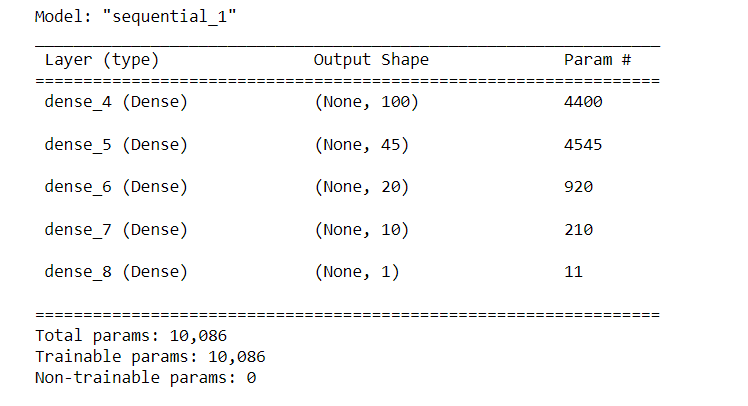 Model: "sequential_1"
_________________________________________________________________
Layer (type) Output Shape Param #
=================================================================
dense_4 (Dense) (None, 100) 4400
dense_5 (Dense) (None, 45) 4545
dense_6 (Dense) (None, 20) 920
dense_7 (Dense) (None, 10) 210
dense_8 (Dense) (None, 1) 11
=================================================================
Total params: 10,086
Trainable params: 10,086
Non-trainable params: 0